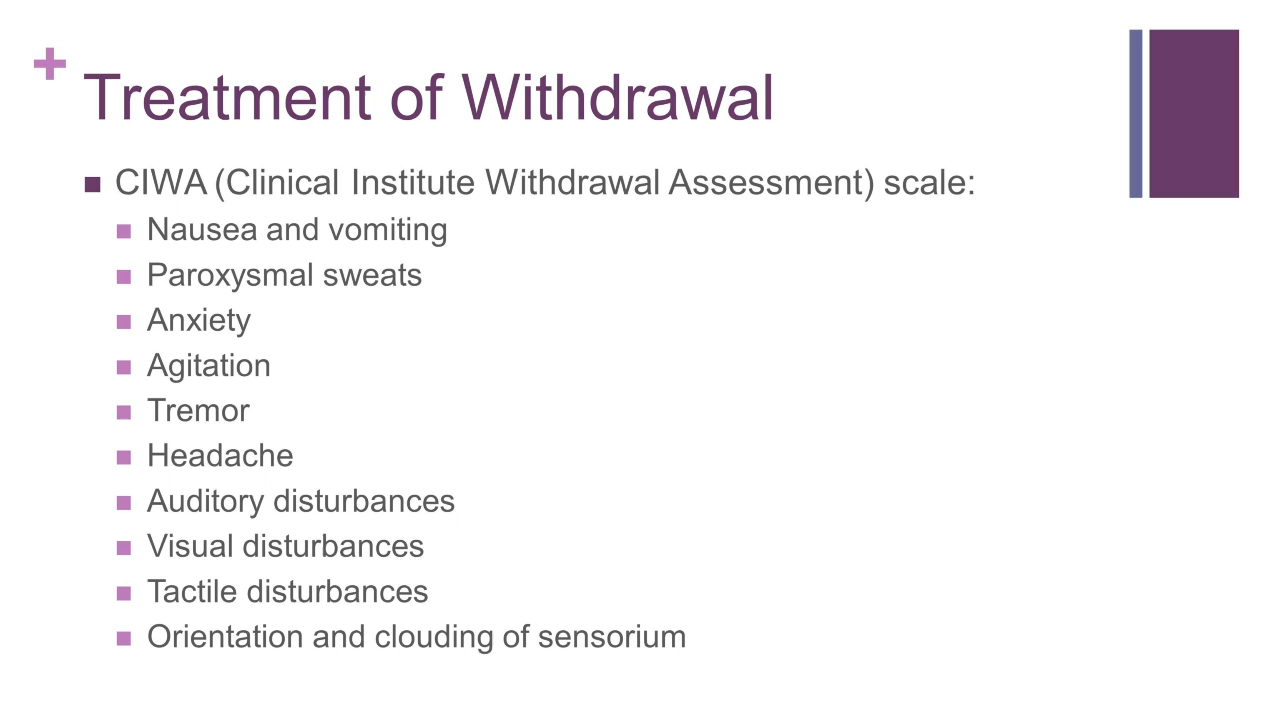 Treatment of Withdrawal
CIWA (Clinical Institute Withdrawal Assessment) scale:
Nausea and vomiting
Paroxysmal sweats
Anxiety
Agitation
Tremor
Headache
Auditory disturbances
Visual disturbances
Tactile disturbances
Orientation and clouding of sensorium